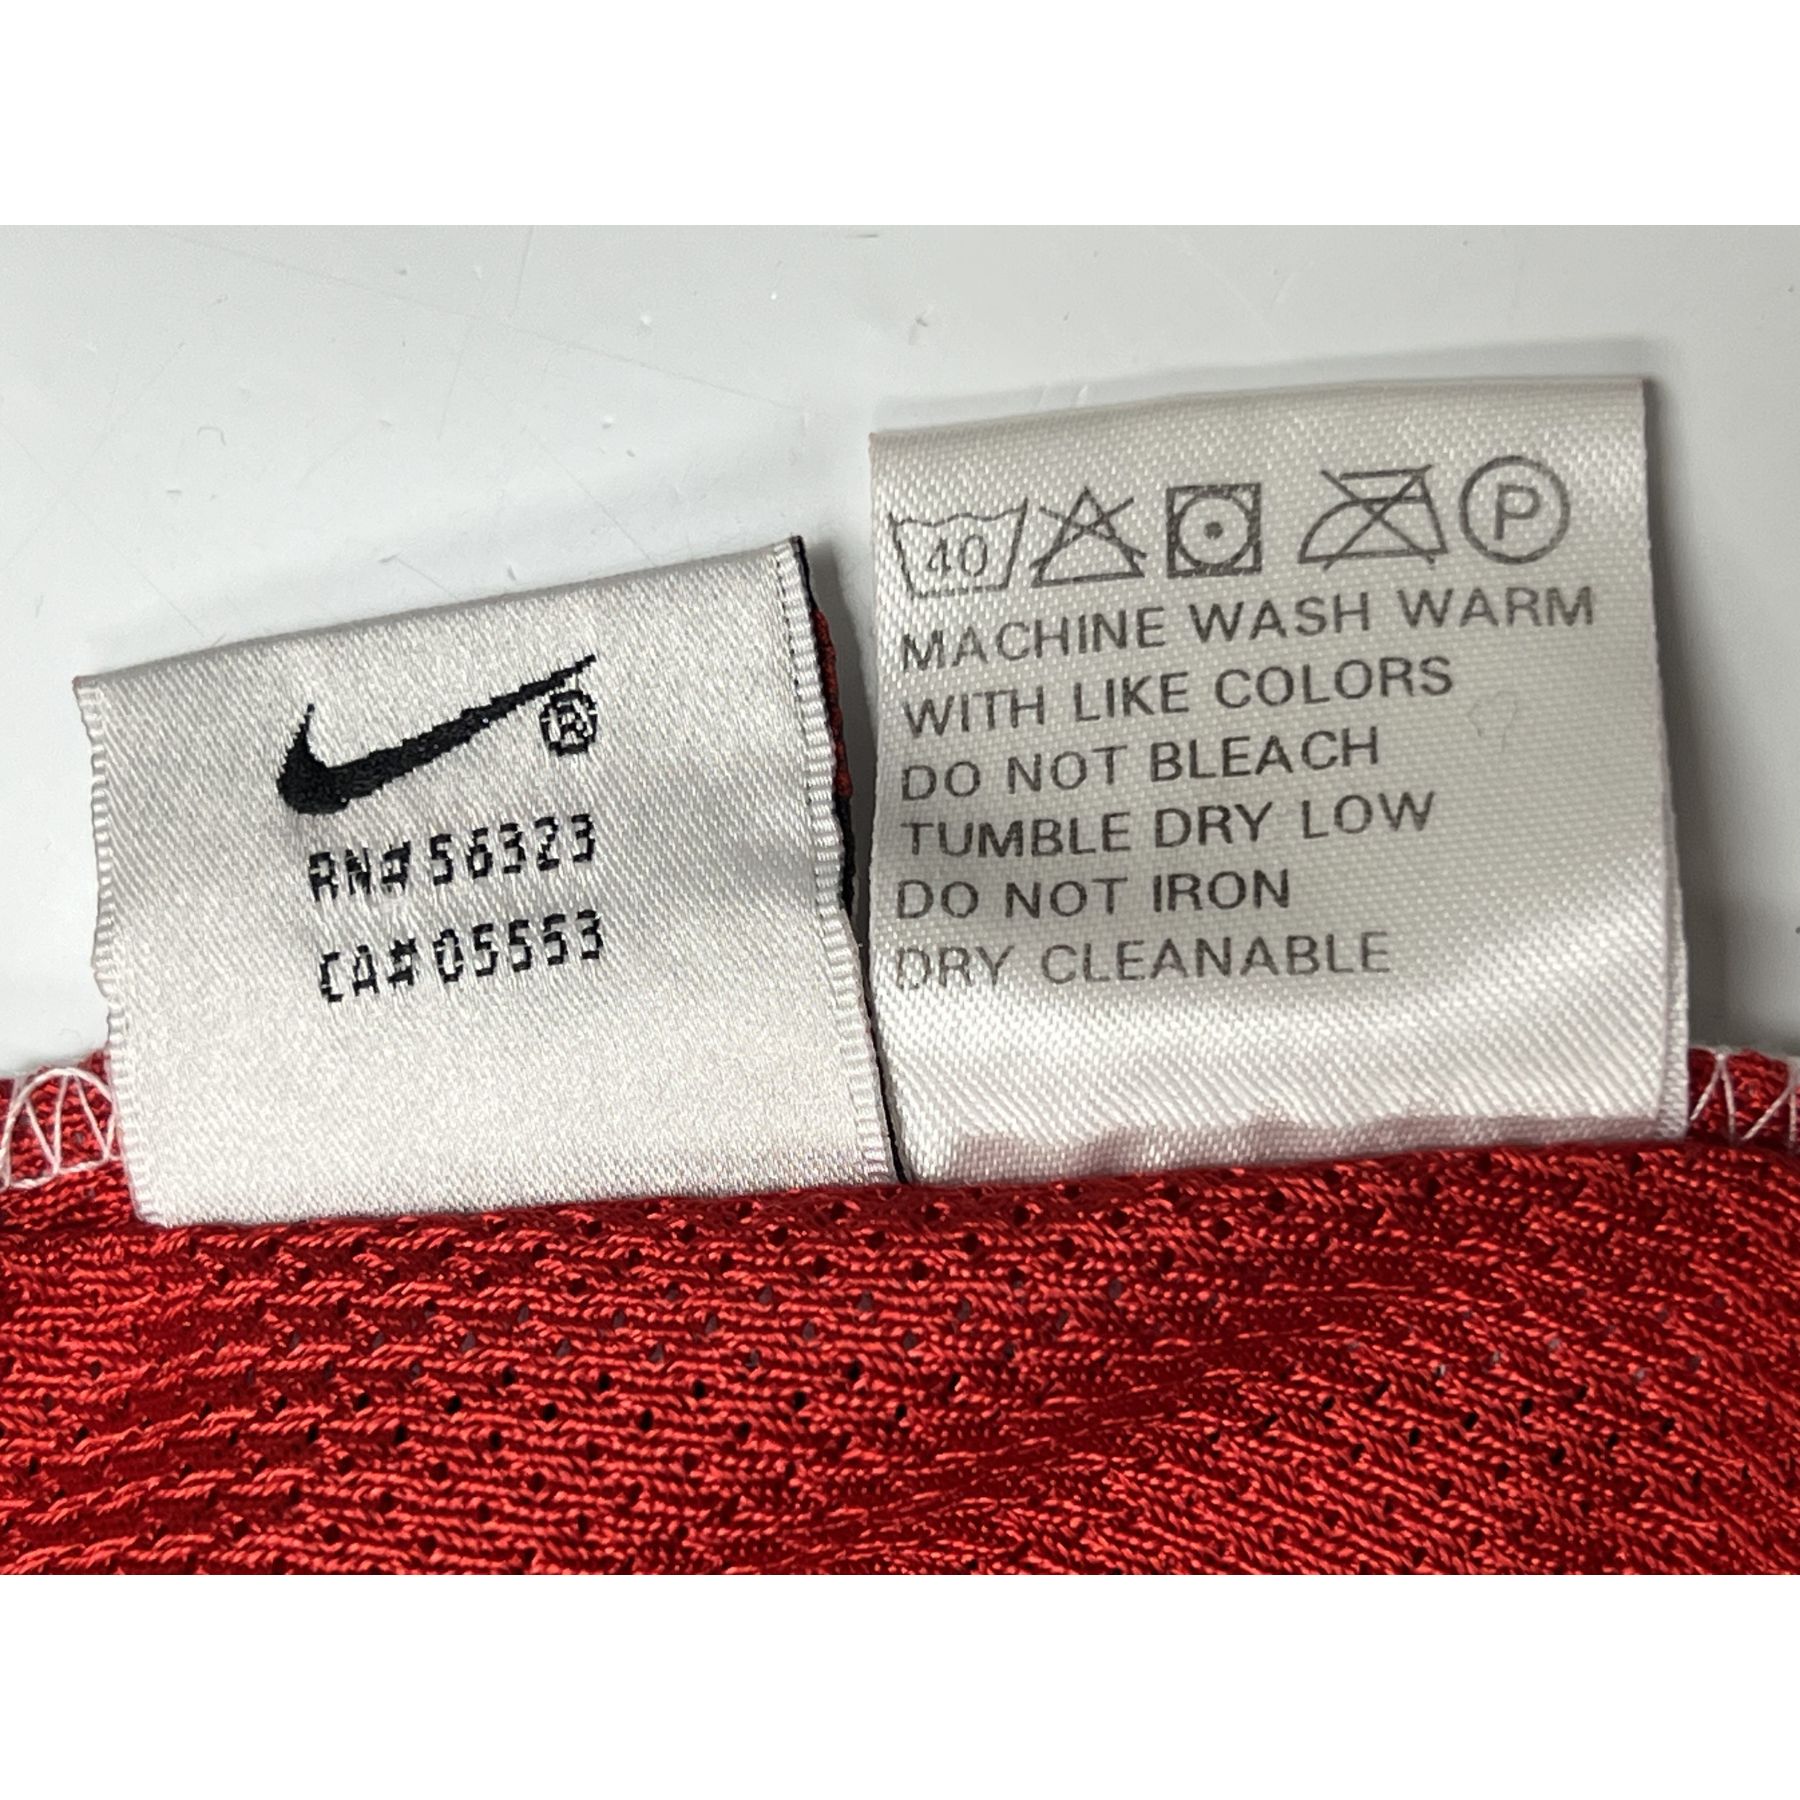 ®
RN#56323
CA#05553
40 P
MACHINE WASH WARM
WITH LIKE COLORS
DO NOT BLEACH
TUMBLE DRY LOW
DO NOT IRON
DRY CLEANABLE